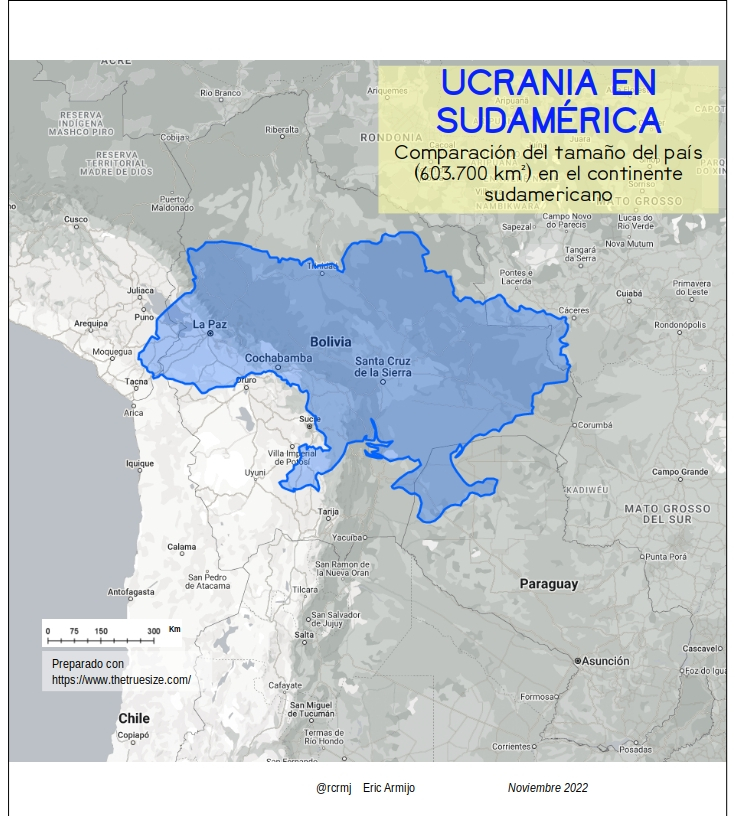 ACRE
Rio Branco
Ariquemes
UCRANIA EN
SUDAMÉRICA
Comparación del tamaño del país
(603.700 km²) en el continente
sudamericano
RESERVA
INDÍGENA
MASHCO PIRO
Cobija
Riberalta
RONDONIA
RESERVA
TERRITORIAL
MADRE DE DIOS
Puerto
Maldonado
MATO GROSSO
NAMBIKWARA
Cusco
Sapezal
Campo Novo
do Parecis
Lucas do
Rio Verde
Nova Mutum
Tangará
da Serra
Trinidad
Pontes e
Lacerda
Juliaca
Puno
Cuiabá
Primavera
do Leste
Cáceres
Rondonópolis
Arequipa
La Paz
Bolivia
Moquegua
Cochabamba
Santa Cruz
de la Sierra
Tacna
Oruro
Arica
Sucre
Corumbá
Villa Imperial
de Potosí
Iquique
Uyuni
Campo Grande
KADIWÉU
MATO GROSSO
DEL SUR
Tarija
Yacuiba
Calama
Punta Porá
San Ramon de
la Nueva Oran
San Pedro
de Atacama
Paraguay
Antofagasta
Tilcara
San Salvador
de Jujuy
Salta
0 75 150 300 Km
Cascavel
Asunción
Preparado con
https://www.thetruesize.com/
Foz do Igua
Cafayate
Formosa
San Miguel
de Tucumán
Chile
Copiapó
Termas de
Río Hondo
Corrientes
Posadas
San Fernando
@rcrmj Eric Armijo Noviembre 2022